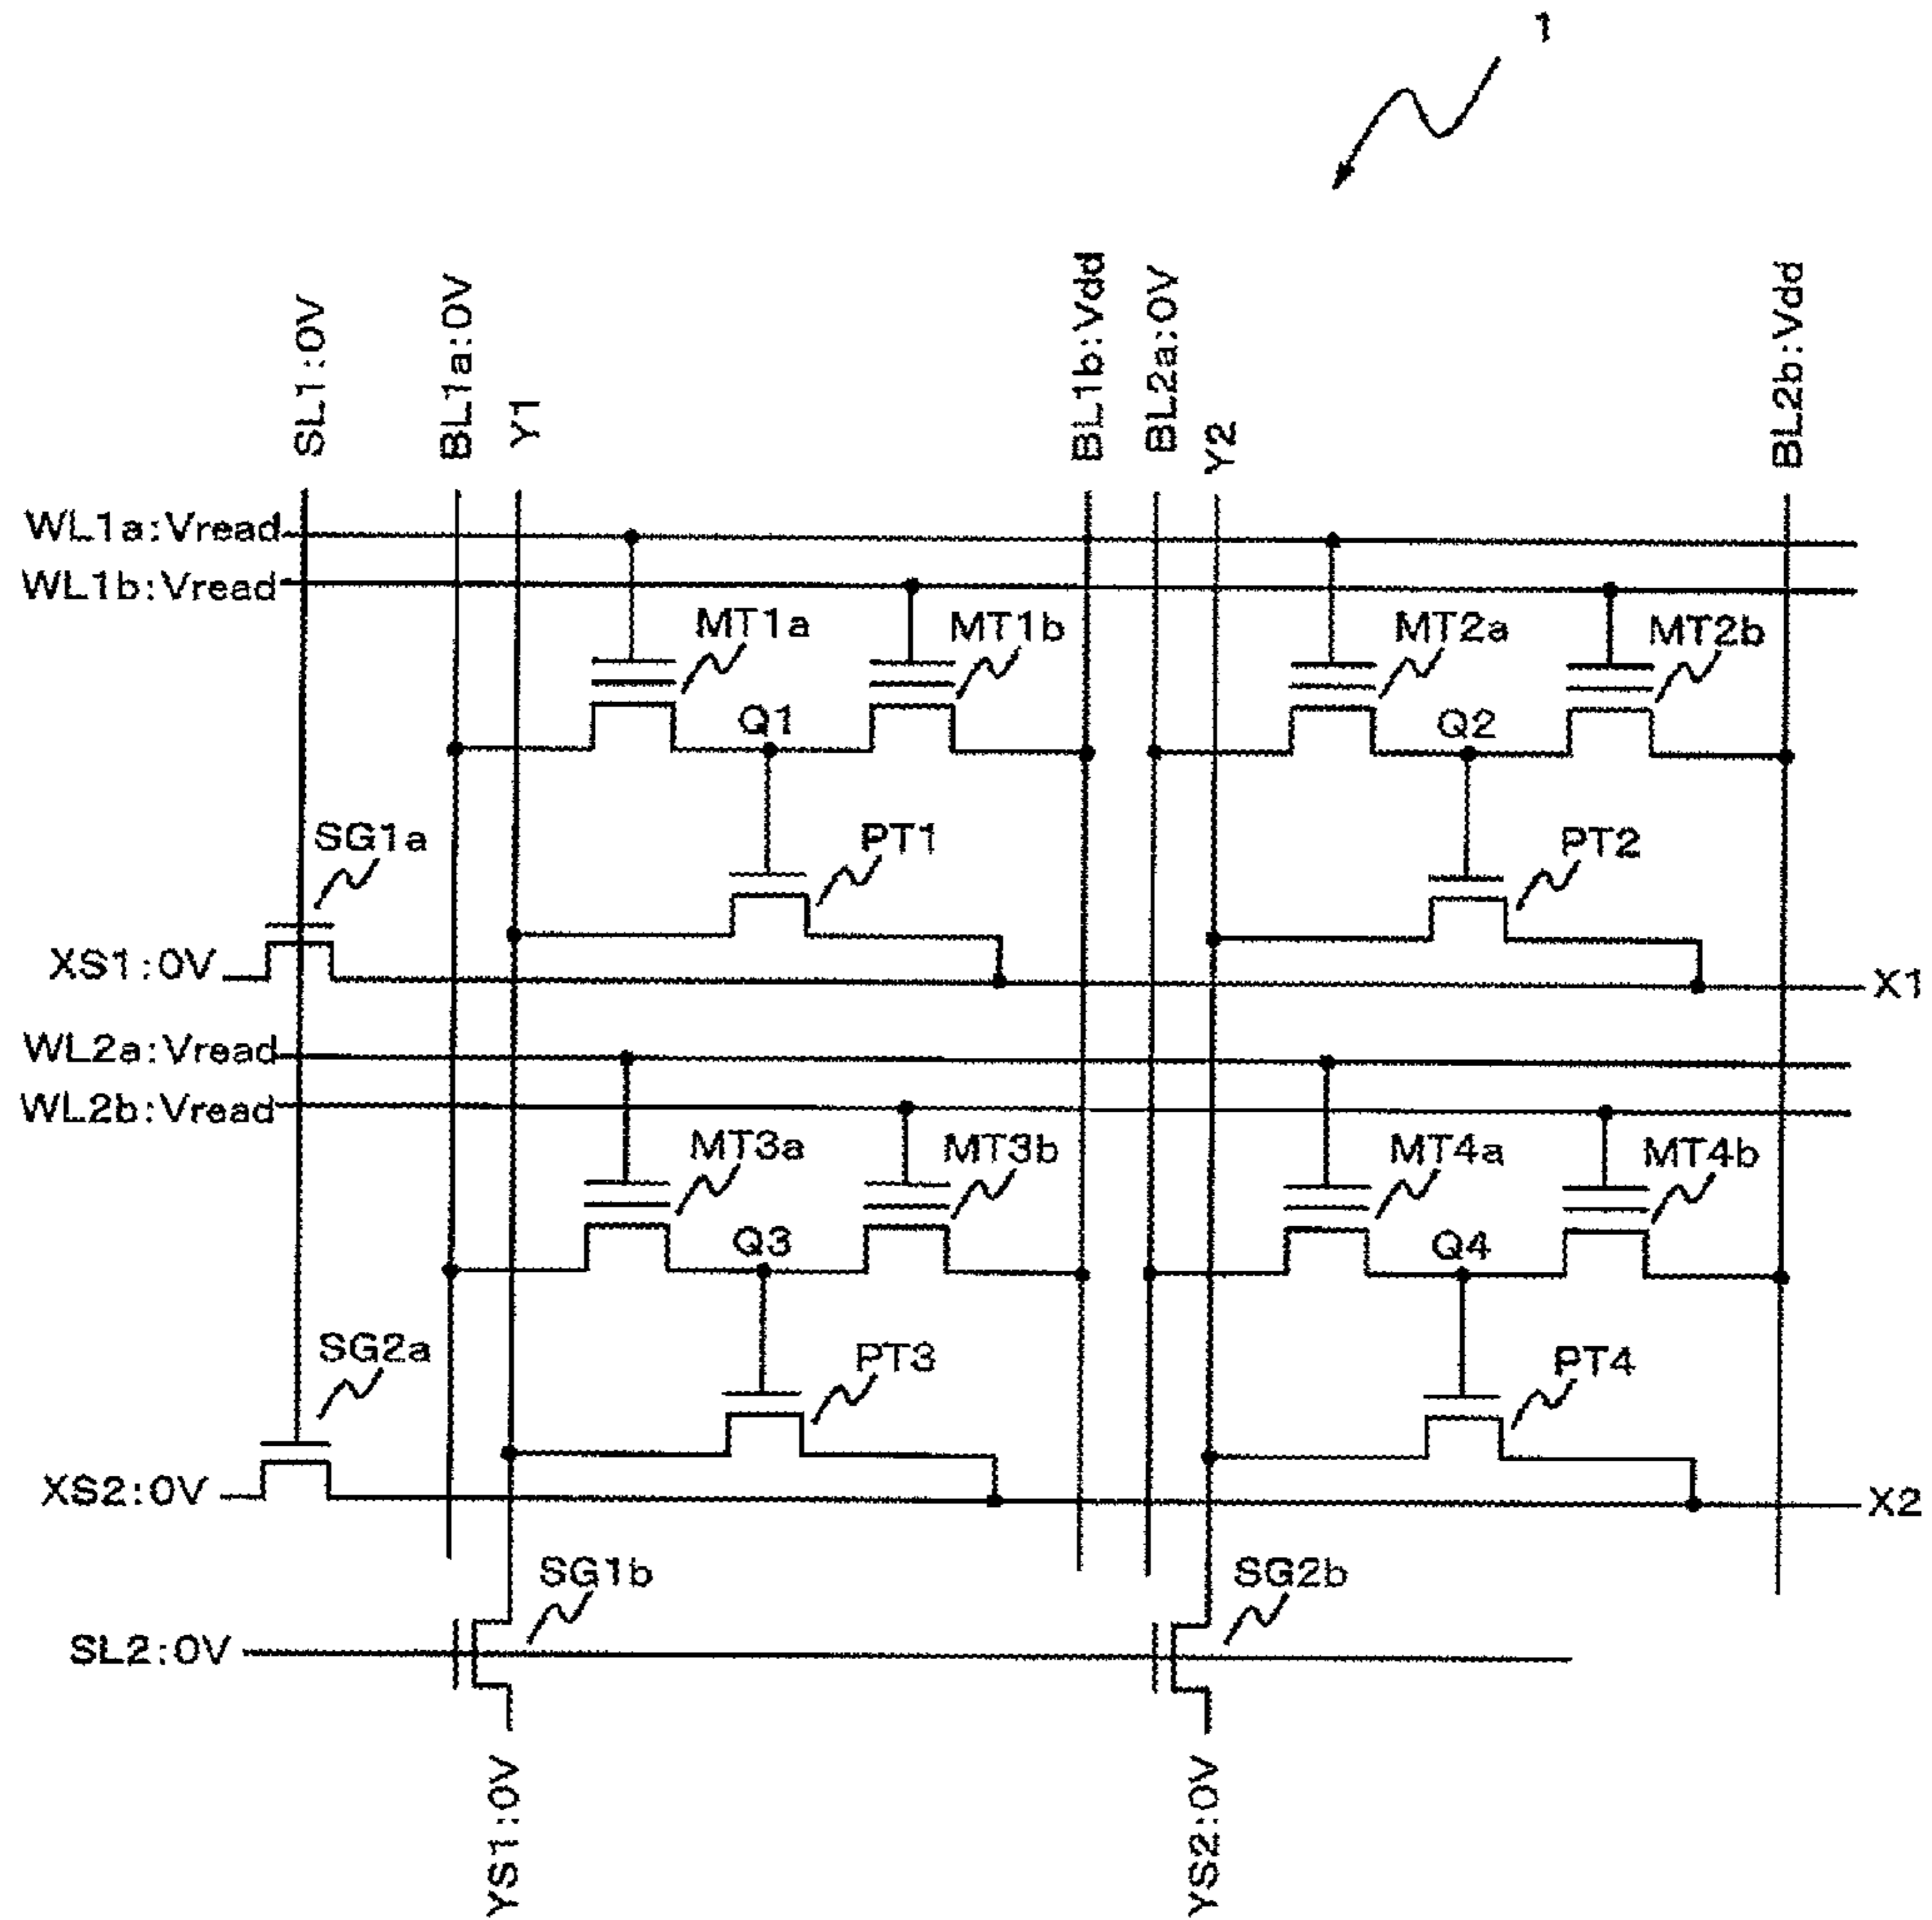 1
SL1:0V
BL1a:0V
Y1
BL1b:Vdd
BL2a:0V
Y2
BL2b:Vdd
WL1a:Vread
WL1b:Vread
MT1a
MT1b
MT2a
MT2b
Q1
Q2
SG1a
PT1
PT2
XS1:0V
X1
WL2a:Vread
WL2b:Vread
MT3a
MT3b
MT4a
MT4b
Q3
Q4
SG2a
PT3
PT4
XS2:0V
X2
SG1b
SG2b
SL2:0V
YS1:0V
YS2:0V